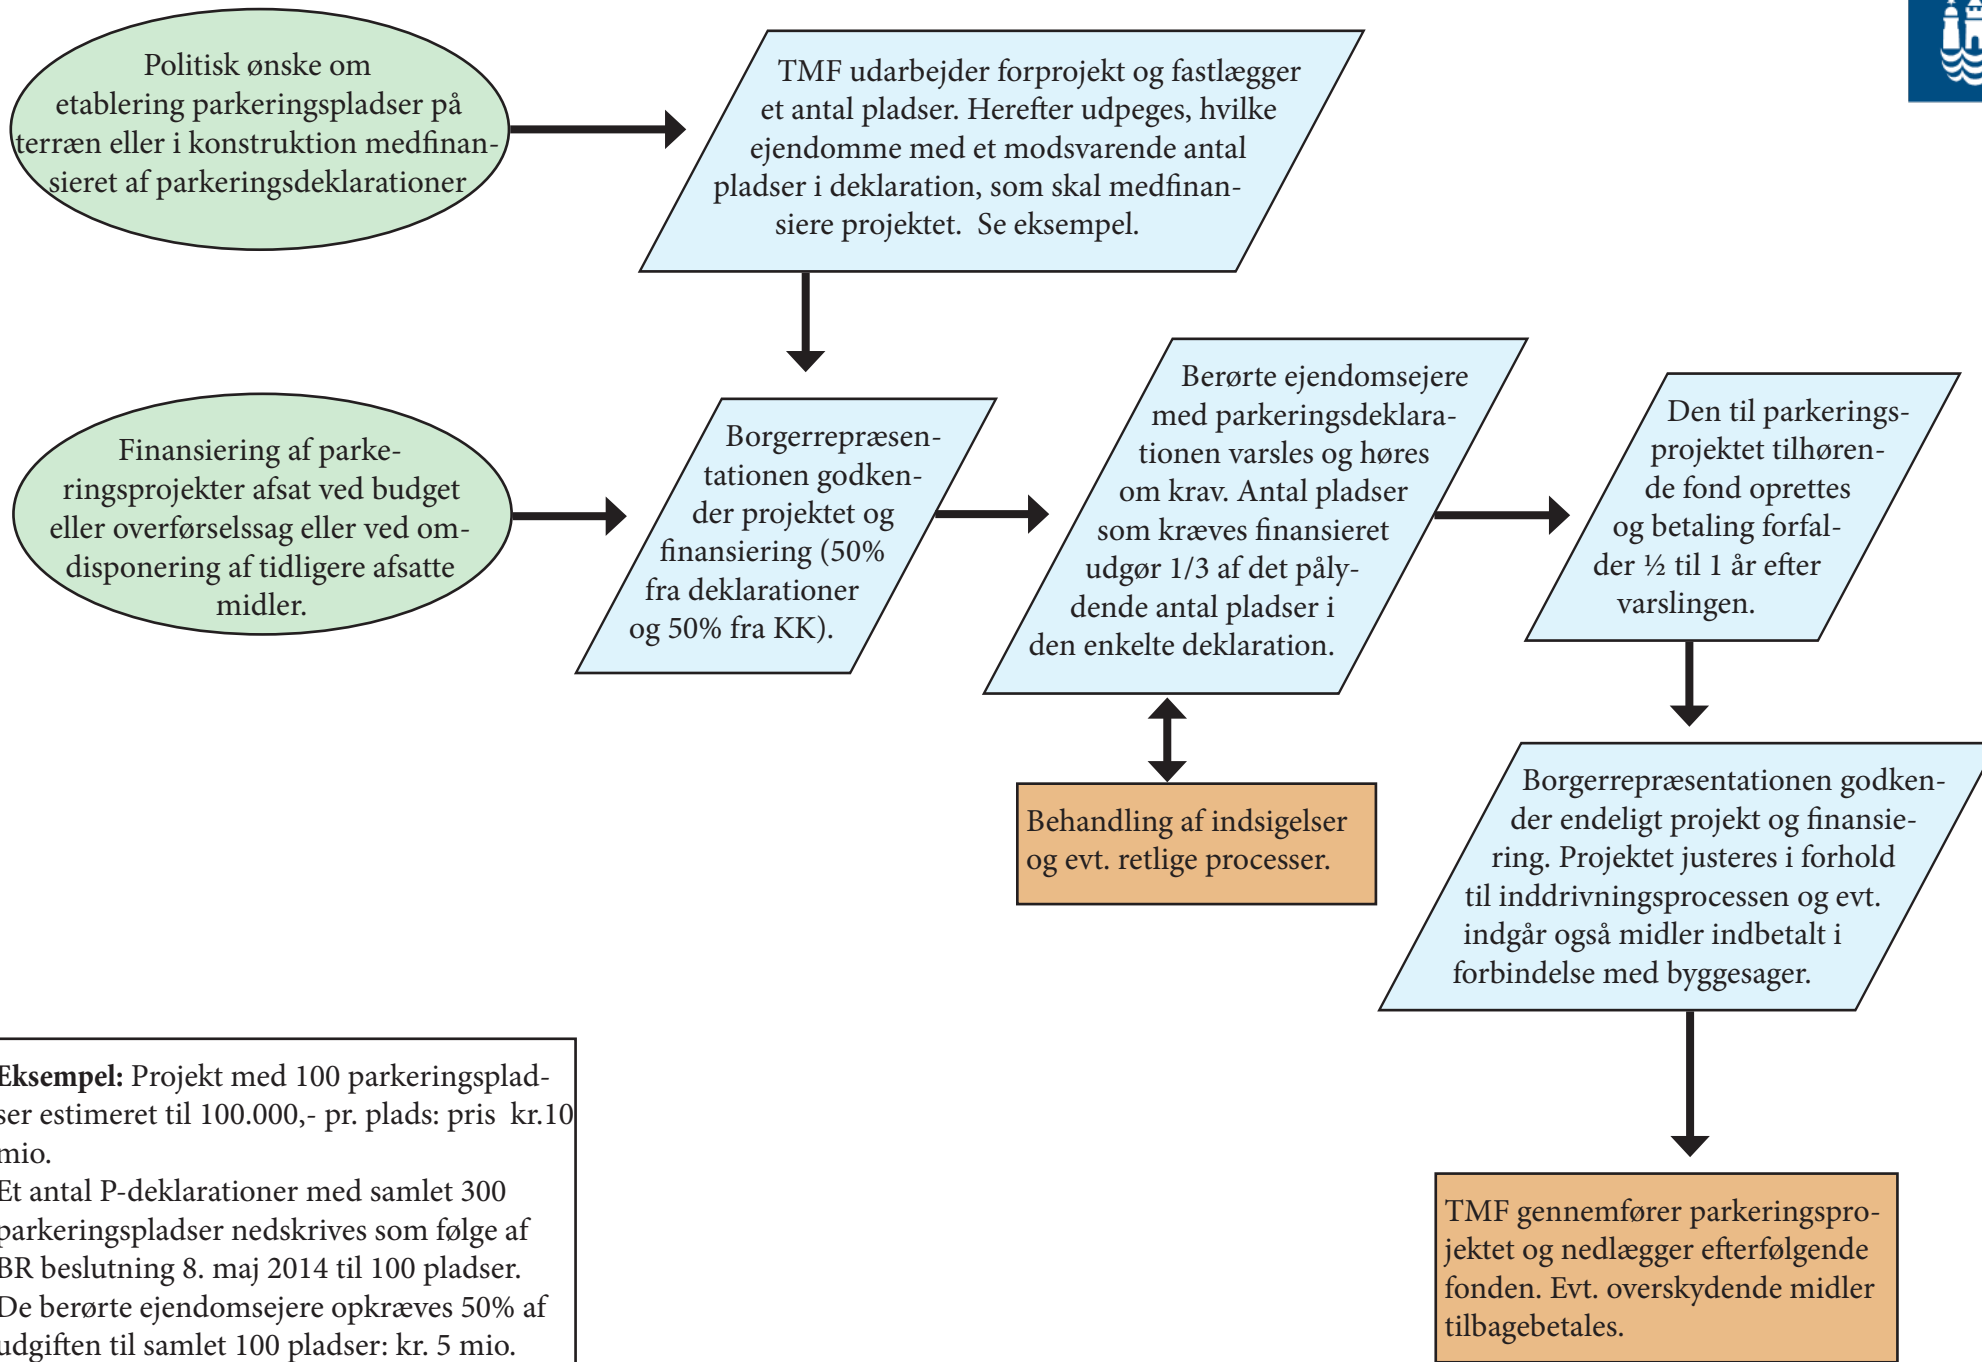 Politisk ønske om
etablering parkeringspladser på
terræn eller i konstruktion medfinan-
sieret af parkeringsdeklarationer
TMF udarbejder forprojekt og fastlægger
et antal pladser. Herefter udpeges, hvilke
ejendomme med et modsvarende antal
pladser i deklaration, som skal medfinan-
siere projektet.  Se eksempel.
Finansiering af parke-
ringsprojekter afsat ved budget
eller overførselssag eller ved om-
disponering af tidligere afsatte
midler.
Borgerrepræsen-
tationen godken-
der projektet og
finansiering (50%
fra deklarationer
og 50% fra KK).
Berørte ejendomsejere
med parkeringsdeklara-
tionen varsles og høres
om krav. Antal pladser
som kræves finansieret
udgør 1/3 af det påly-
dende antal pladser i
den enkelte deklaration.
Den til parkerings-
projektet tilhøren-
de fond oprettes
og betaling forfal-
der ½ til 1 år efter
varslingen.
Behandling af indsigelser
og evt. retlige processer.
Borgerrepræsentationen godken-
der endeligt projekt og finansie-
ring. Projektet justeres i forhold
til inddrivningsprocessen og evt.
indgår også midler indbetalt i
forbindelse med byggesager.
TMF gennemfører parkeringspro-
jektet og nedlægger efterfølgende
fonden. Evt. overskydende midler
tilbagebetales.
Eksempel: Projekt med 100 parkeringsplad-
ser estimeret til 100.000,- pr. plads: pris  kr.10
mio.
Et antal P-deklarationer med samlet 300
parkeringspladser nedskrives som følge af
BR beslutning 8. maj 2014 til 100 pladser.
De berørte ejendomsejere opkræves 50% af
udgiften til samlet 100 pladser: kr. 5 mio.